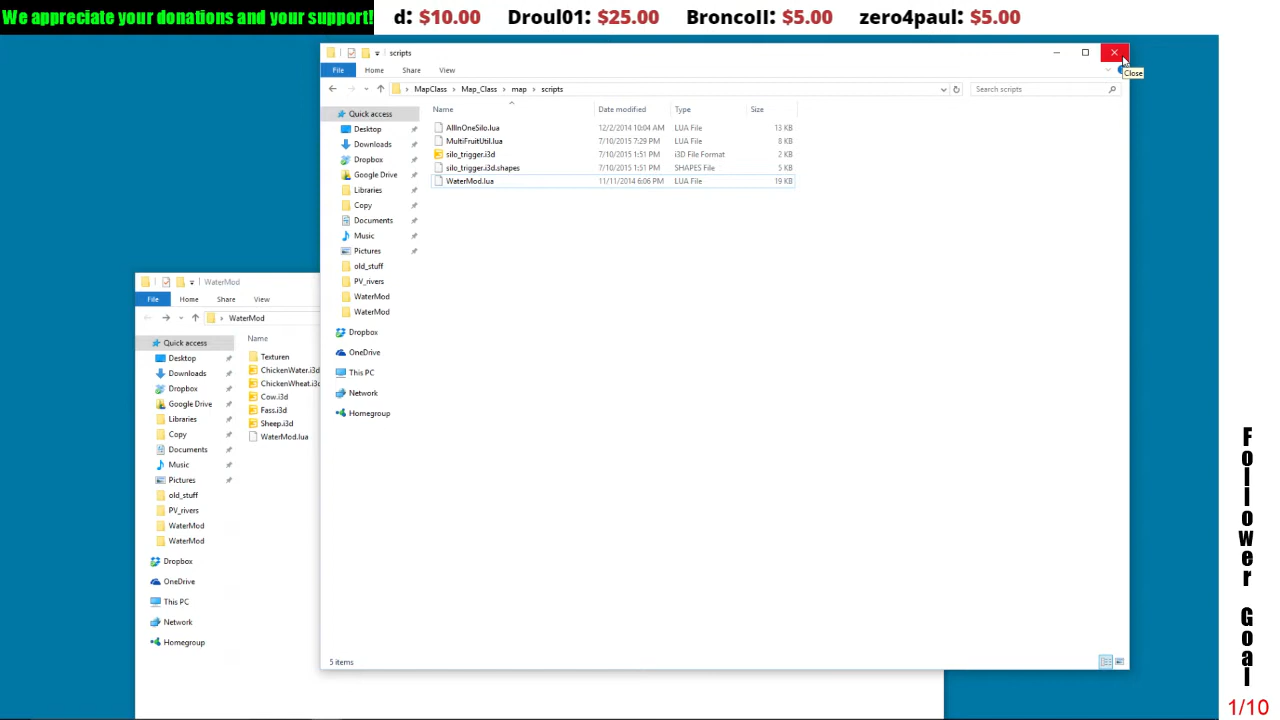 We appreciate your donations and your support!
d: $10.00 Droul01: $25.00 BroncoII: $5.00 zero4paul: $5.00
scripts
File Home Share View
MapClass > Map_Class > map > scripts
Search scripts
Close
Name Date modified Type Size
AllInOneSilo.lua 12/2/2014 10:04 AM LUA File 13 KB
MultiFruitUtil.lua 7/10/2015 7:29 PM LUA File 8 KB
silo_trigger.i3d 7/10/2015 1:51 PM i3D File Format 2 KB
silo_trigger.i3d.shapes 7/10/2015 1:51 PM SHAPES File 5 KB
WaterMod.lua 11/11/2014 6:06 PM LUA File 19 KB
Quick access
Desktop
Downloads
Dropbox
Google Drive
Libraries
Copy
Documents
Music
Pictures
old_stuff
PV_rivers
WaterMod
WaterMod
Dropbox
OneDrive
This PC
Network
Homegroup
5 items
WaterMod
File Home Share View
> WaterMod
Name
Texturen
ChickenWater.i3d
ChickenWheat.i3d
Cow.i3d
Fass.i3d
Sheep.i3d
WaterMod.lua
Quick access
Desktop
Downloads
Dropbox
Google Drive
Libraries
Copy
Documents
Music
Pictures
old_stuff
PV_rivers
WaterMod
WaterMod
Dropbox
OneDrive
This PC
Network
Homegroup
Follower Goal
1/10